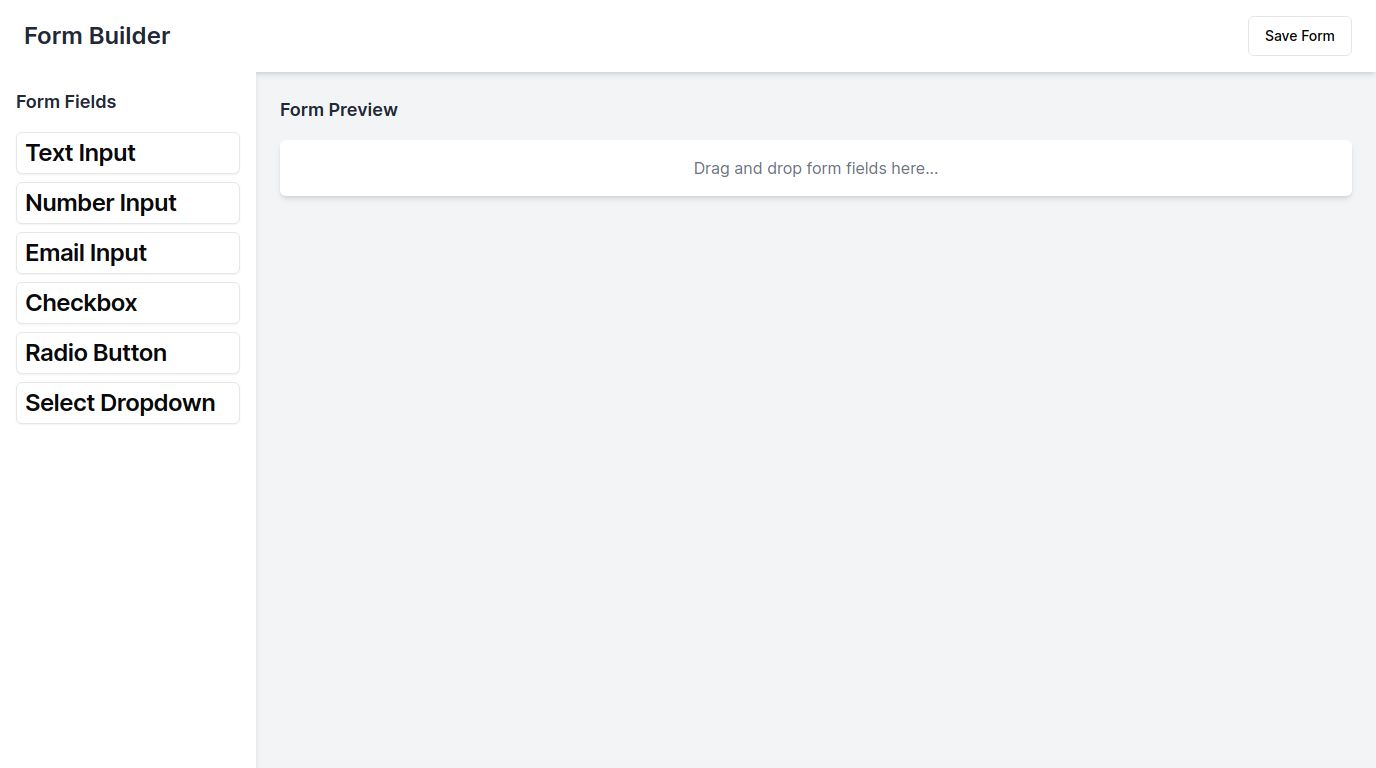 Form Builder
Save Form
Form Fields
Text Input
Number Input
Email Input
Checkbox
Radio Button
Select Dropdown
Form Preview
Drag and drop form fields here...